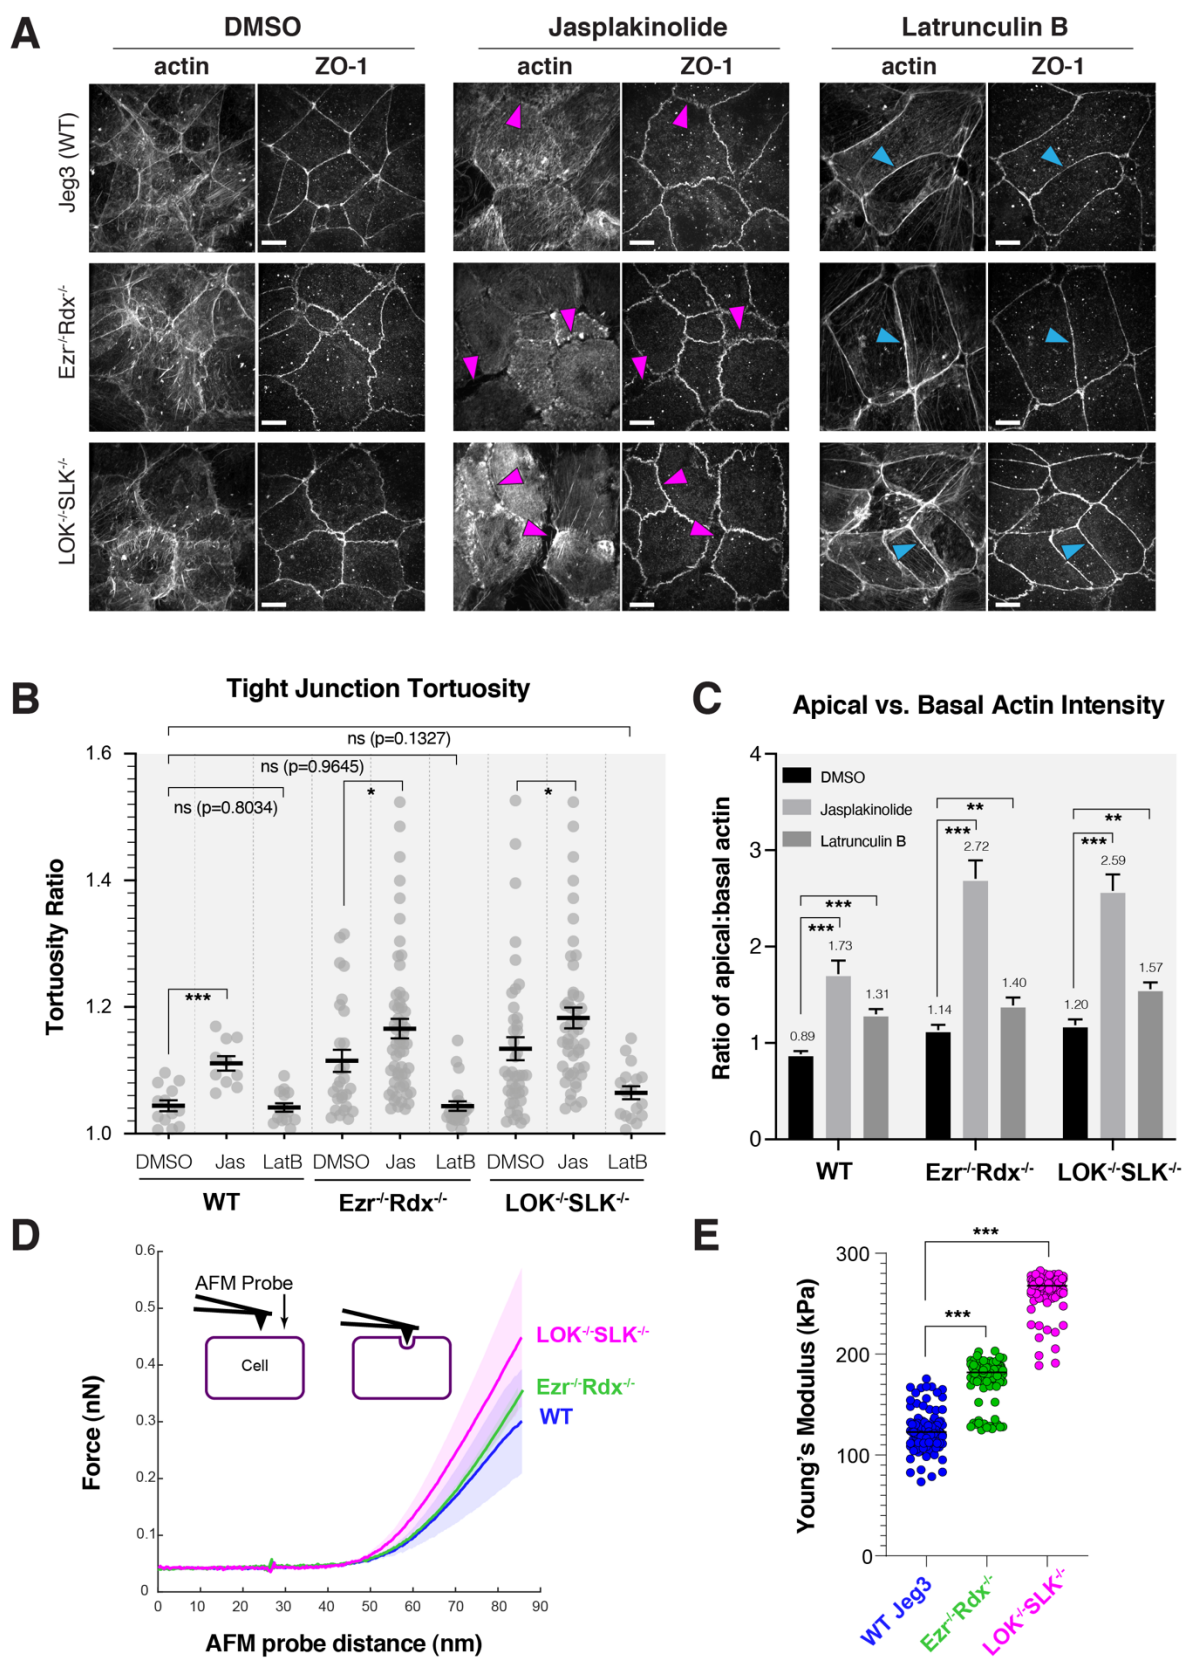 A
DMSO
Jasplakinolide
Latrunculin B
actin
ZO-1
actin
ZO-1
actin
ZO-1
Jeg3 (WT)
Ezr-/-Rdx-/-
LOK-/-SLK-/-
B
Tight Junction Tortuosity
ns (p=0.1327)
ns (p=0.9645)
ns (p=0.8034)
***
*
*
Tortuosity Ratio
1.6
1.4
1.2
1.0
DMSO
Jas
LatB
DMSO
Jas
LatB
DMSO
Jas
LatB
WT
Ezr-/-Rdx-/-
LOK-/-SLK-/-
C
Apical vs. Basal Actin Intensity
Ratio of apical:basal actin
4
3
2
1
0
DMSO
Jasplakinolide
Latrunculin B
***
***
0.89
1.73
1.31
**
***
1.14
2.72
1.40
**
***
1.20
2.59
1.57
WT
Ezr-/-Rdx-/-
LOK-/-SLK-/-
D
Force (nN)
0.6
0.5
0.4
0.3
0.2
0.1
0
AFM Probe
Cell
LOK-/-SLK-/-
Ezr-/-Rdx-/-
WT
0
10
20
30
40
50
60
70
80
90
AFM probe distance (nm)
E
Young's Modulus (kPa)
300
200
100
0
***
***
WT Jeg3
Ezr-/-Rdx-/-
LOK-/-SLK-/-